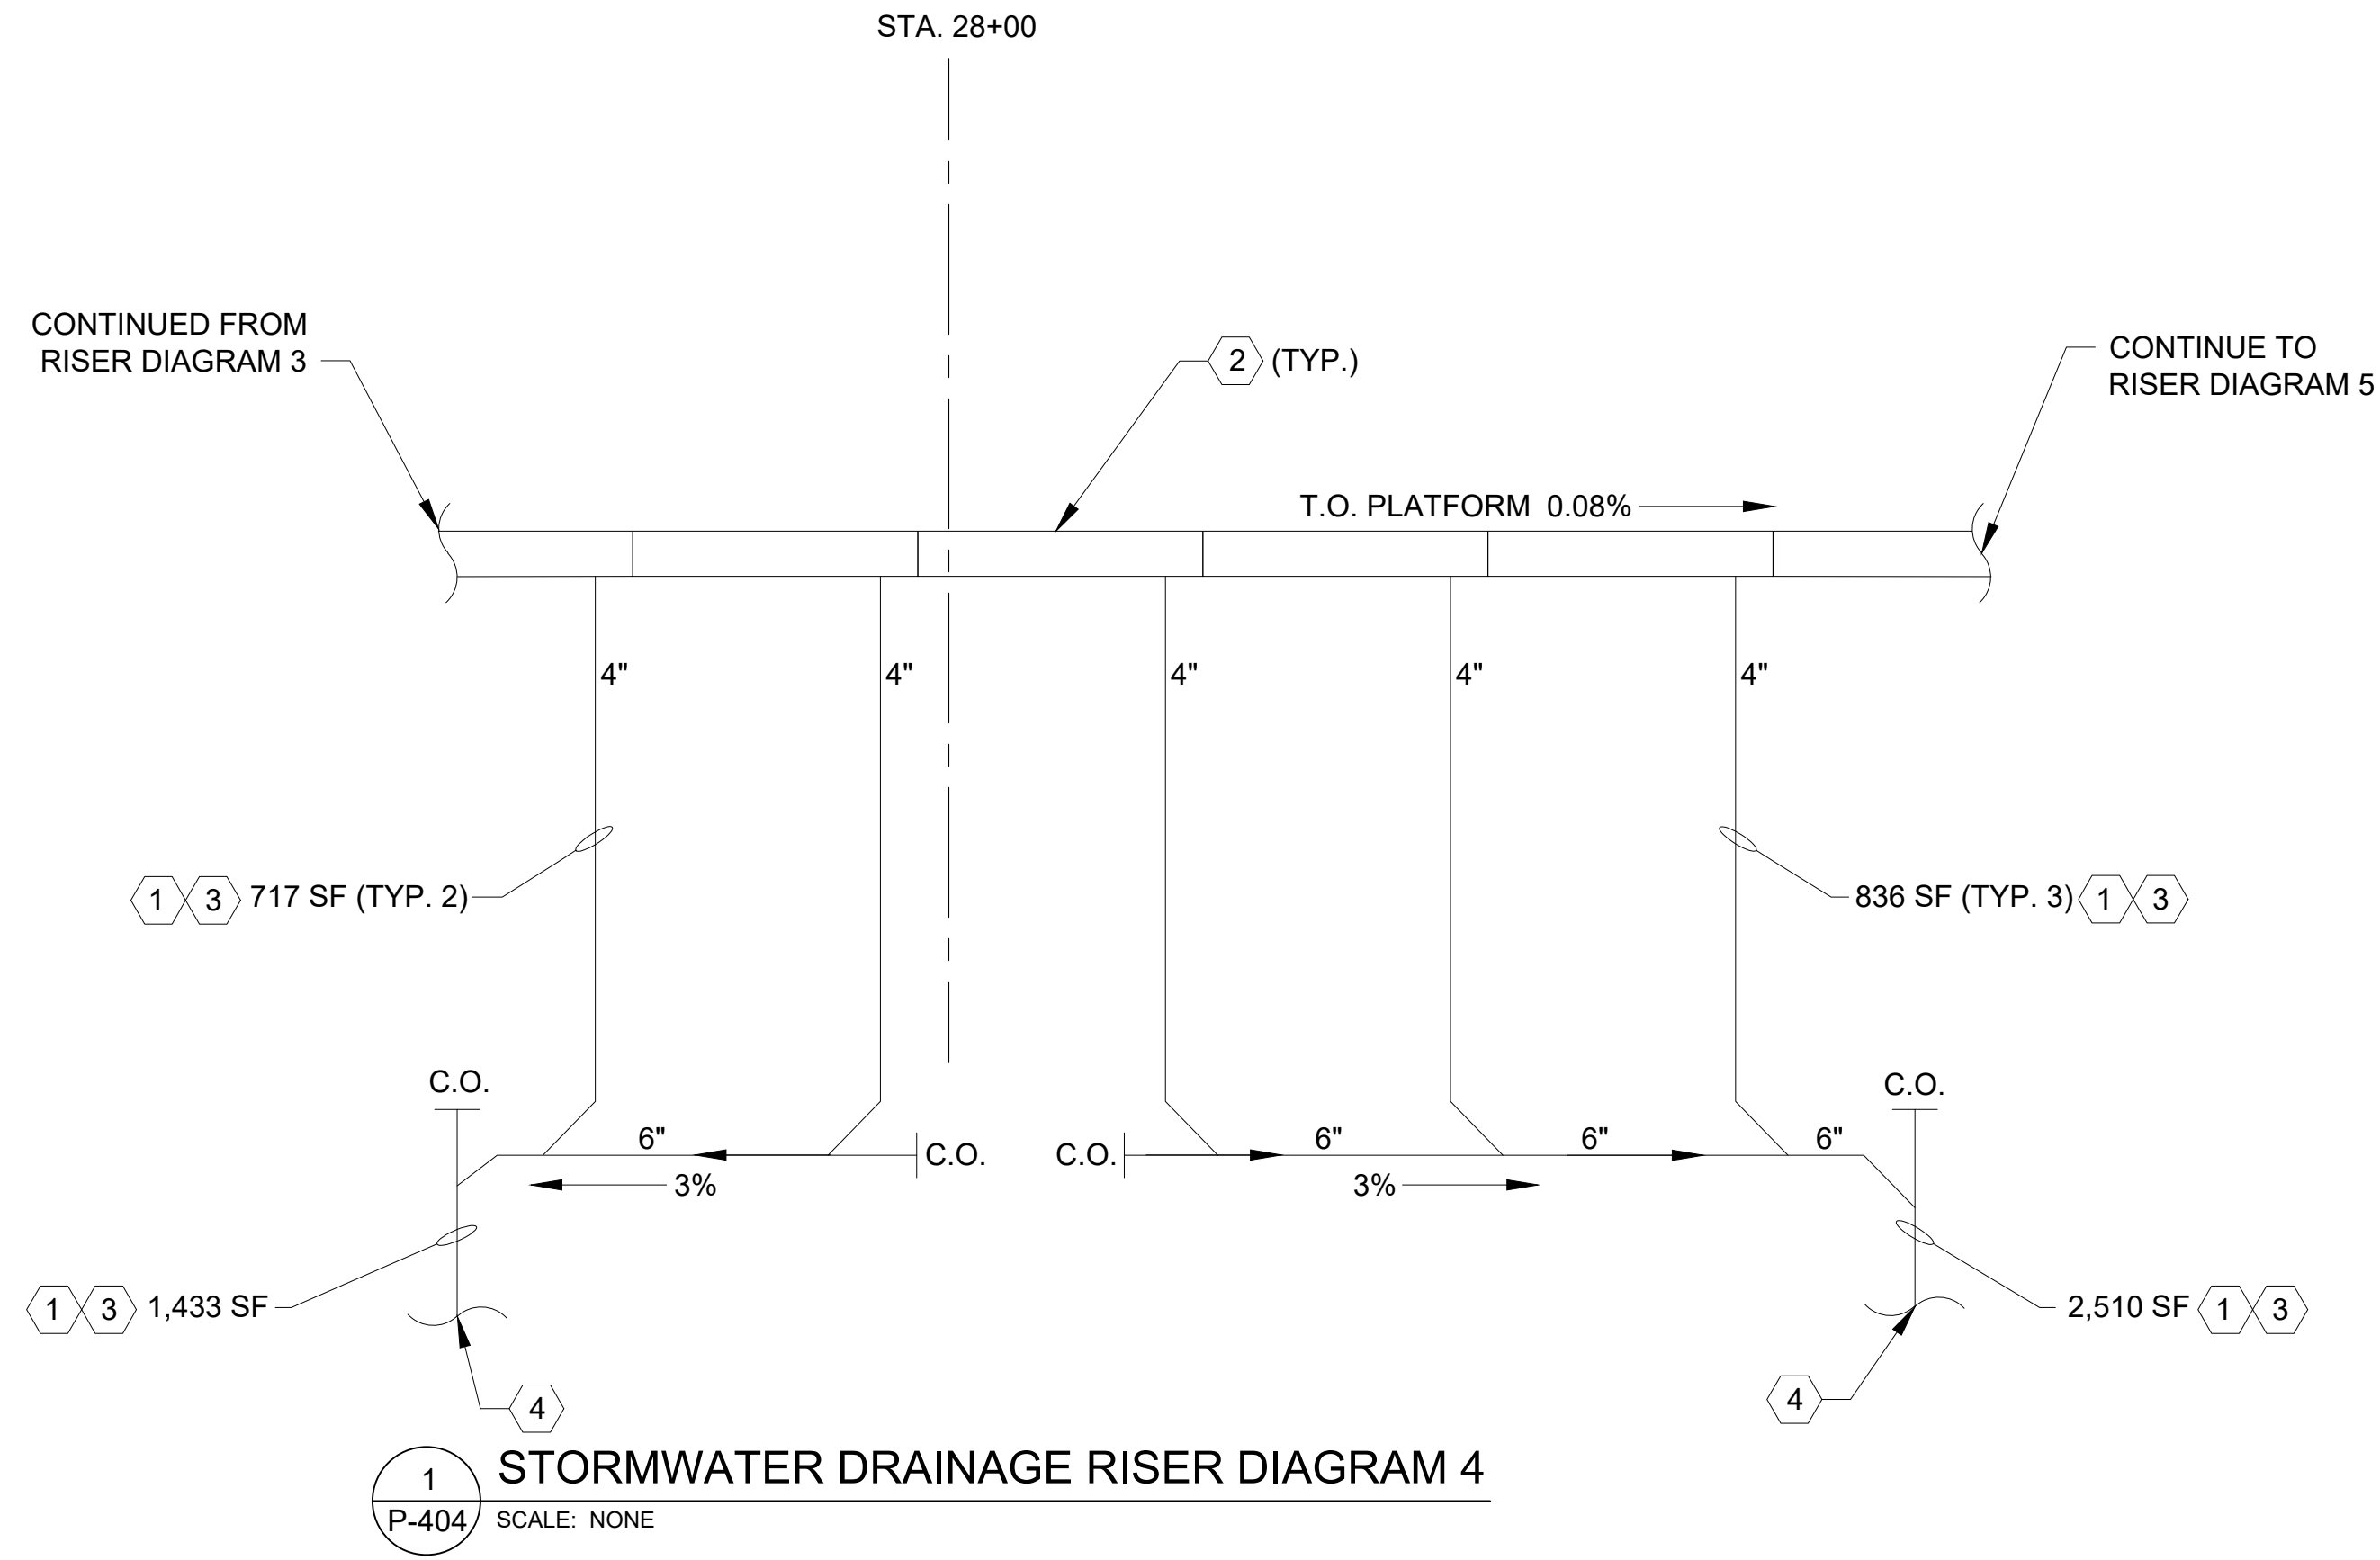 STA. 28+00
CONTINUED FROM
RISER DIAGRAM 3
2 (TYP.)
CONTINUE TO
RISER DIAGRAM 5
T.O. PLATFORM 0.08%
4" 4" 4" 4" 4"
1 3 717 SF (TYP. 2)
836 SF (TYP. 3) 1 3
C.O.
C.O.
6" C.O. C.O. 6" 6" 6"
3% 3%
1 3 1,433 SF
2,510 SF 1 3
4
4
1
P-404
STORMWATER DRAINAGE RISER DIAGRAM 4
SCALE: NONE